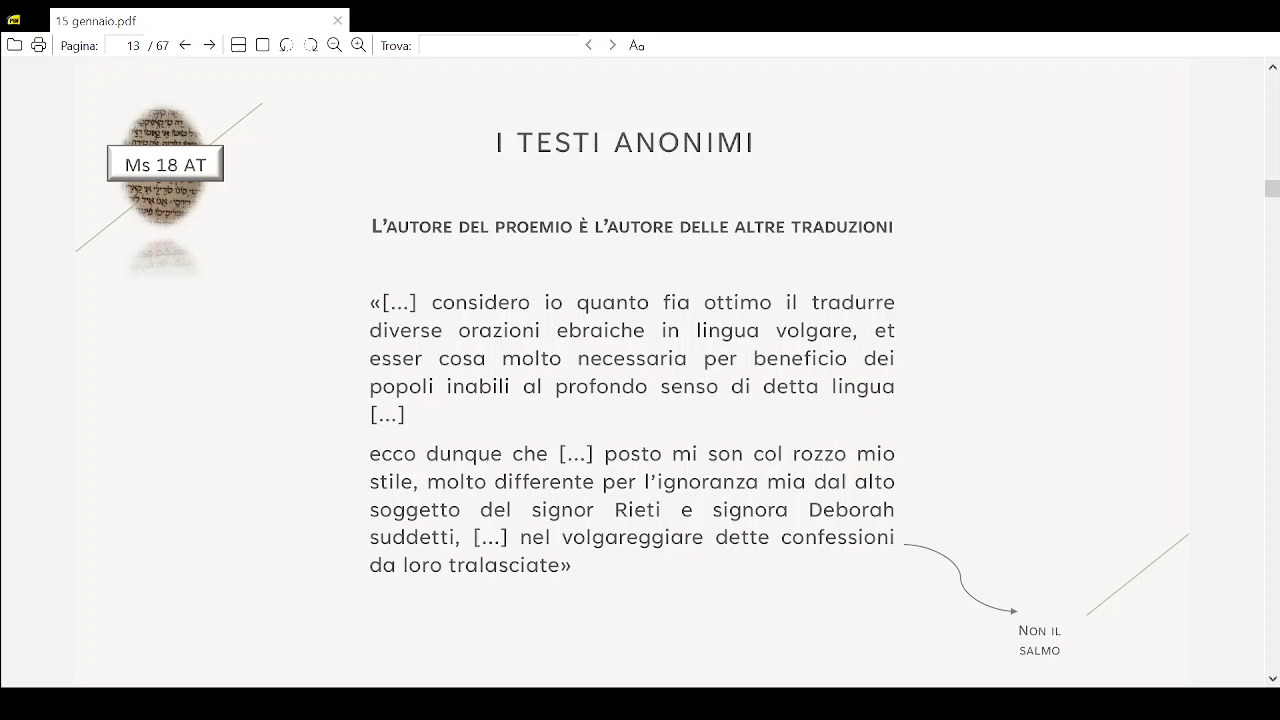 15 gennaio.pdf
Pagina: 13 / 67 Trova: Aa
Ms 18 AT
I TESTI ANONIMI
L'AUTORE DEL PROEMIO È L'AUTORE DELLE ALTRE TRADUZIONI
«[...] considero io quanto fia ottimo il tradurre
diverse orazioni ebraiche in lingua volgare, et
esser cosa molto necessaria per beneficio dei
popoli inabili al profondo senso di detta lingua
[...]
ecco dunque che [...] posto mi son col rozzo mio
stile, molto differente per l'ignoranza mia dal alto
soggetto del signor Rieti e signora Deborah
suddetti, [...] nel volgareggiare dette confessioni
da loro tralasciate»
NON IL
SALMO